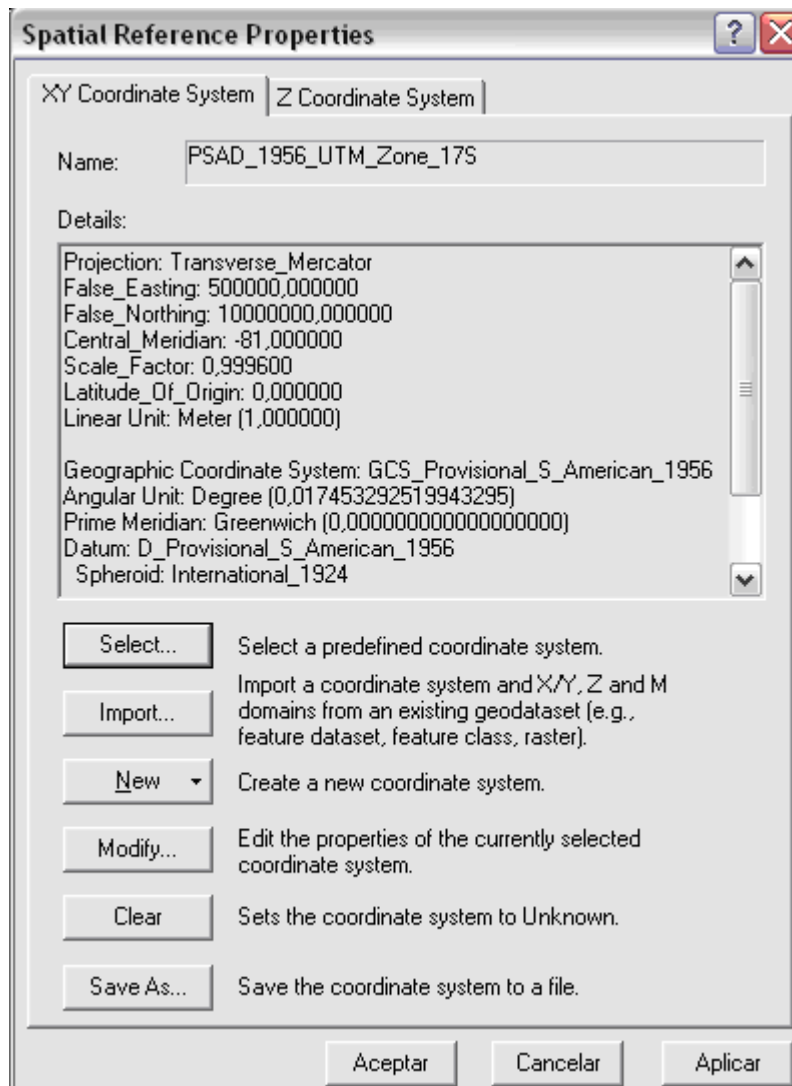 Spatial Reference Properties
XY Coordinate System Z Coordinate System
Name: PSAD_1956_UTM_Zone_17S
Details:
Projection: Transverse_Mercator
False_Easting: 500000,000000
False_Northing: 10000000,000000
Central_Meridian: -81,000000
Scale_Factor: 0,999600
Latitude_Of_Origin: 0,000000
Linear Unit: Meter (1,000000)
Geographic Coordinate System: GCS_Provisional_S_American_1956
Angular Unit: Degree (0,017453292519943295)
Prime Meridian: Greenwich (0,000000000000000000)
Datum: D_Provisional_S_American_1956
Spheroid: International_1924
Select... Select a predefined coordinate system.
Import... Import a coordinate system and X/Y, Z and M
domains from an existing geodataset (e.g.,
feature dataset, feature class, raster).
New Create a new coordinate system.
Modify... Edit the properties of the currently selected
coordinate system.
Clear Sets the coordinate system to Unknown.
Save As... Save the coordinate system to a file.
Aceptar Cancelar Aplicar